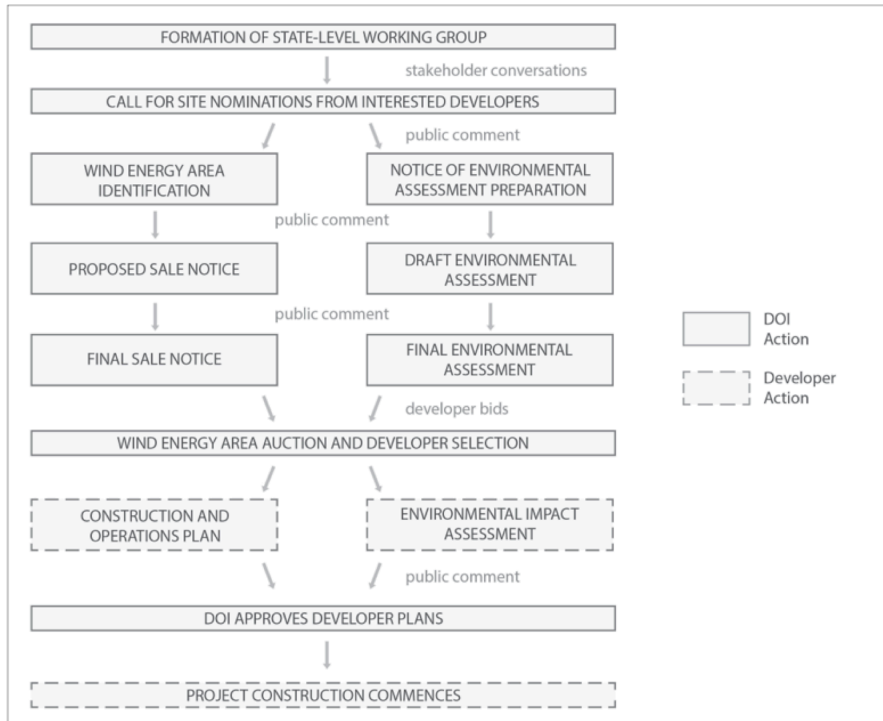 FORMATION OF STATE-LEVEL WORKING GROUP
stakeholder conversations
CALL FOR SITE NOMINATIONS FROM INTERESTED DEVELOPERS
public comment
WIND ENERGY AREA
IDENTIFICATION
NOTICE OF ENVIRONMENTAL
ASSESSMENT PREPARATION
public comment
PROPOSED SALE NOTICE
DRAFT ENVIRONMENTAL
ASSESSMENT
public comment
FINAL SALE NOTICE
FINAL ENVIRONMENTAL
ASSESSMENT
developer bids
WIND ENERGY AREA AUCTION AND DEVELOPER SELECTION
CONSTRUCTION AND
OPERATIONS PLAN
ENVIRONMENTAL IMPACT
ASSESSMENT
public comment
DOI APPROVES DEVELOPER PLANS
PROJECT CONSTRUCTION COMMENCES
DOI
Action
Developer
Action